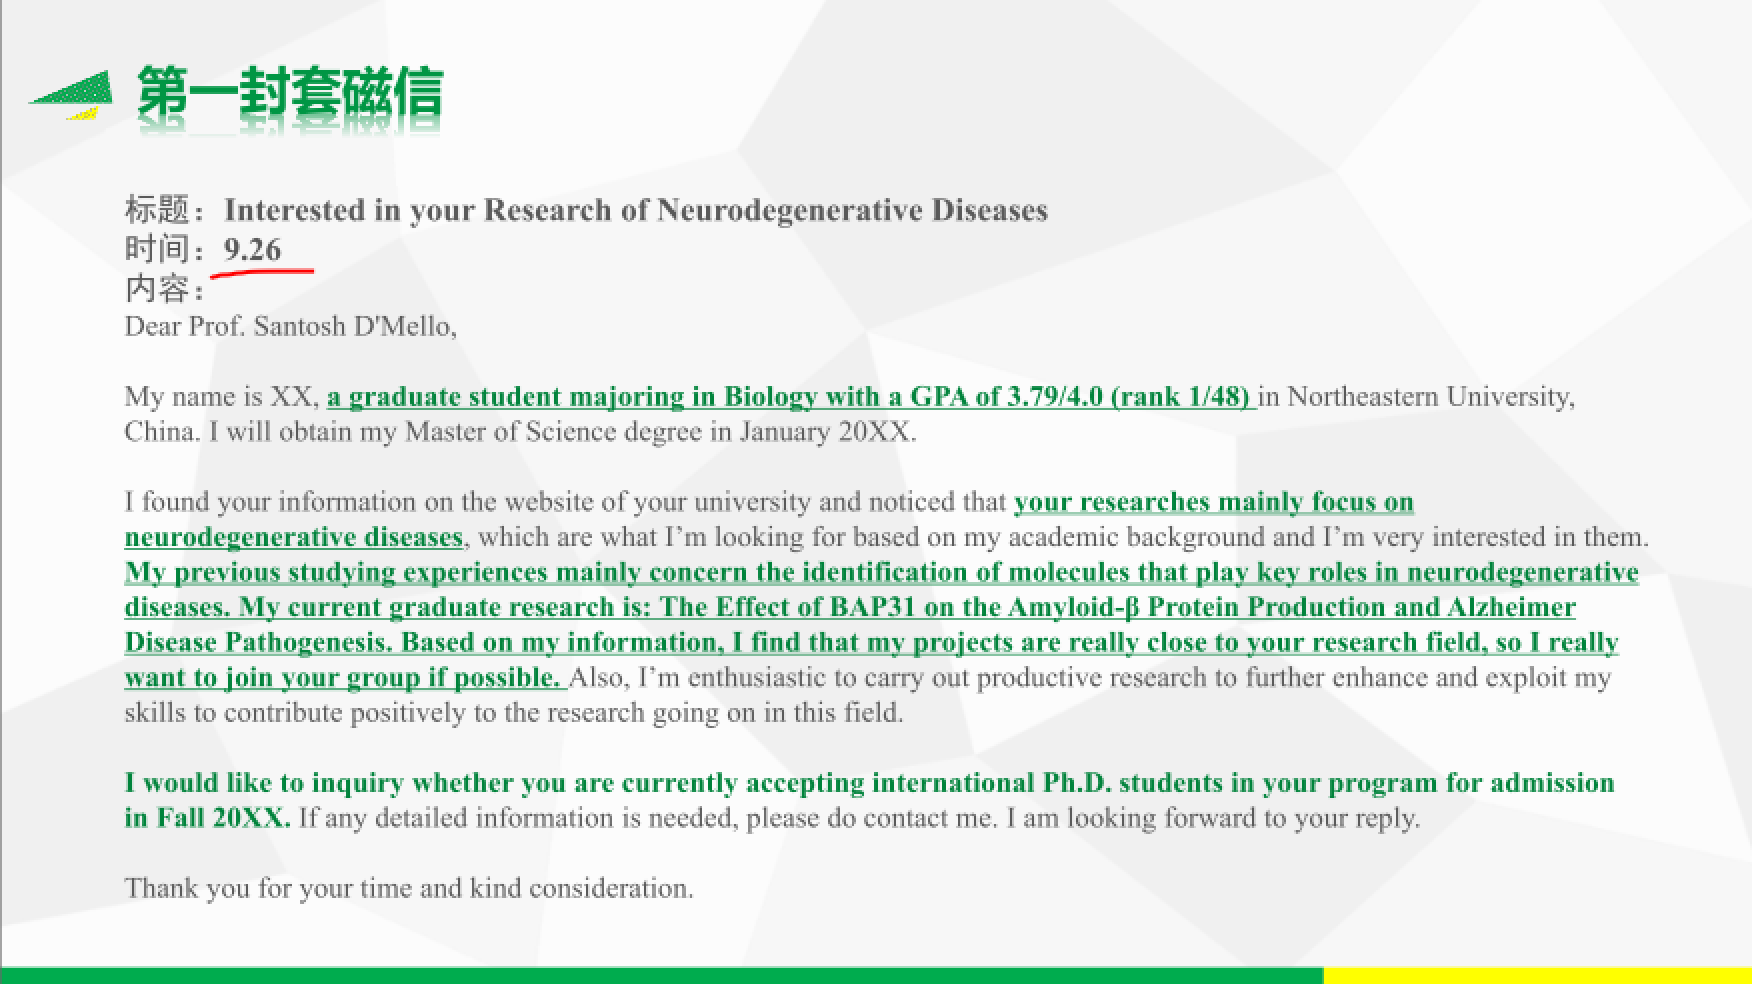 第一封套磁信
标题：Interested in your Research of Neurodegenerative Diseases
时间：9.26
内容：
Dear Prof. Santosh D'Mello,
My name is XX, a graduate student majoring in Biology with a GPA of 3.79/4.0 (rank 1/48) in Northeastern University,
China. I will obtain my Master of Science degree in January 20XX.
I found your information on the website of your university and noticed that your researches mainly focus on
neurodegenerative diseases, which are what I’m looking for based on my academic background and I’m very interested in them.
My previous studying experiences mainly concern the identification of molecules that play key roles in neurodegenerative
diseases. My current graduate research is: The Effect of BAP31 on the Amyloid-β Protein Production and Alzheimer
Disease Pathogenesis. Based on my information, I find that my projects are really close to your research field, so I really
want to join your group if possible. Also, I’m enthusiastic to carry out productive research to further enhance and exploit my
skills to contribute positively to the research going on in this field.
I would like to inquiry whether you are currently accepting international Ph.D. students in your program for admission
in Fall 20XX. If any detailed information is needed, please do contact me. I am looking forward to your reply.
Thank you for your time and kind consideration.